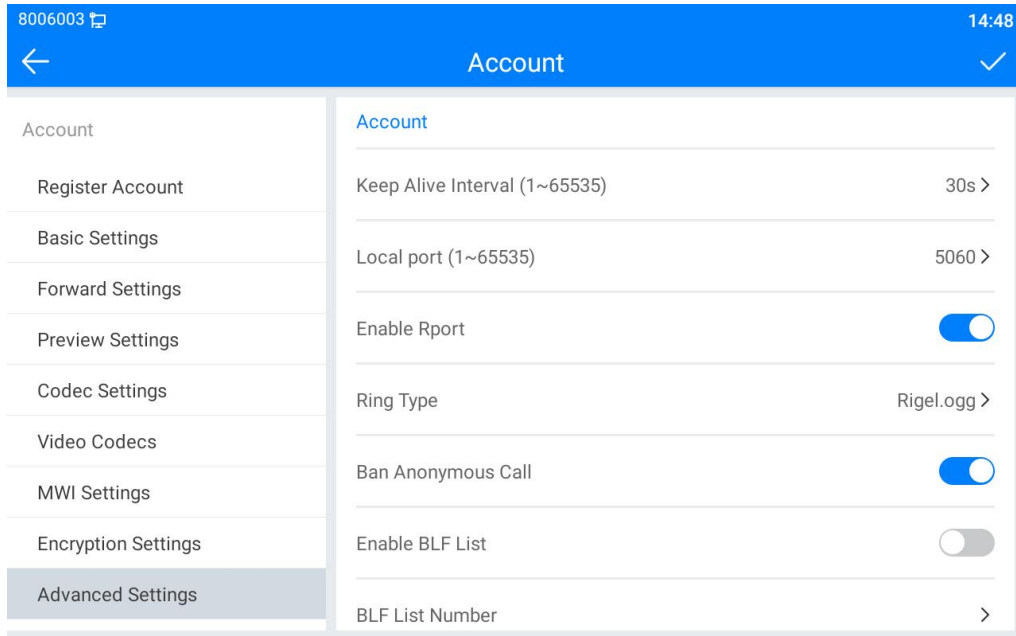 8006003
14:48
Account
Account
Register Account
Basic Settings
Forward Settings
Preview Settings
Codec Settings
Video Codecs
MWI Settings
Encryption Settings
Advanced Settings
Account
Keep Alive Interval (1~65535) 30s
Local port (1~65535) 5060
Enable Rport
Ring Type Rigel.ogg
Ban Anonymous Call
Enable BLF List
BLF List Number